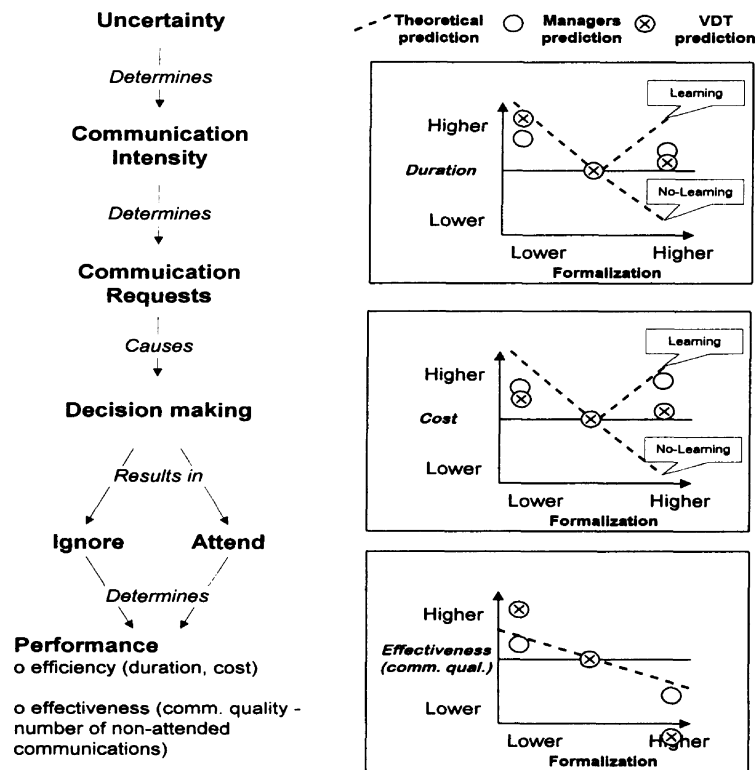 Uncertainty
Determines
Communication
Intensity
Determines
Commuication
Requests
Causes
Decision making
Results in
Ignore Attend
Determines
Performance
o efficiency (duration, cost)
o effectiveness (comm. quality -
number of non-attended
communications)
Theoretical prediction
Managers prediction
VDT prediction
Learning
Higher
Duration
No-Learning
Lower
Lower Higher
Formalization
Learning
Higher
Cost
No-Learning
Lower
Lower Higher
Formalization
Higher
Effectiveness
(comm. qual.)
Lower
Lower Higher
Formalization